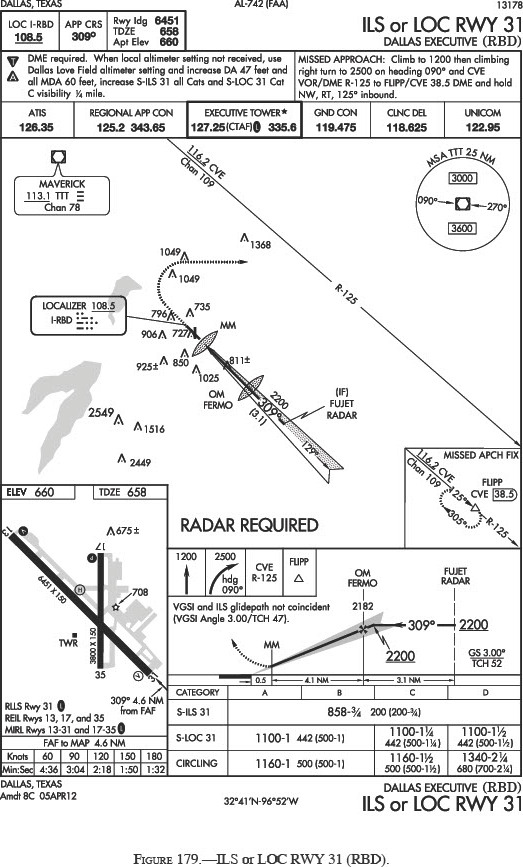 DALLAS, TEXAS
AL-742 (FAA)
13178
LOC I-RBD
108.5
APP CRS
309°
Rwy ldg 6451
TDZE 658
Apt Elev 660
ILS or LOC RWY 31
DALLAS EXECUTIVE (RBD)
T
A
DME required. When local altimeter setting not received, use
Dallas Love Field altimeter setting and increase DA 47 feet and
all MDA 60 feet, increase S-ILS 31 all Cats and S-LOC 31 Cat
C visibility ¼ mile.
MISSED APPROACH: Climb to 1200 then climbing
right turn to 2500 on heading 090° and CVE
VOR/DME R-125 to FLIPP/CVE 38.5 DME and hold
NW, RT, 125° inbound.
ATIS
126.35
REGIONAL APP CON
125.2 343.65
EXECUTIVE TOWER★
127.25 (CTAF) L 335.6
GND CON
119.475
CLNC DEL
118.625
UNICOM
122.95
MAVERICK
113.1 TTT
Chan 78
116.2 CVE
Chan 109
R-125
MSA TTT 25 NM
3000
090°
270°
3600
1368
1049
1049
LOCALIZER 108.5
I-RBD
796
735
906
727
MM
925±
850
811±
1025
OM
FERMO
2200
309°
(3.1)
129°
(IF)
FUJET
RADAR
2549
1516
2449
MISSED APCH FIX
116.2 CVE
Chan 109
FLIPP
CVE 38.5
125°
305°
R-125
ELEV 660
TDZE 658
675±
13
17
P
H
6451 X 150
708
3800 X 150
TWR
35
31
309° 4.6 NM
from FAF
RLLS Rwy 31 L
REIL Rwys 13, 17, and 35
MIRL Rwys 13-31 and 17-35 L
FAF to MAP 4.6 NM
Knots 60 90 120 150 180
Min:Sec 4:36 3:04 2:18 1:50 1:32
RADAR REQUIRED
1200
2500
hdg
090°
CVE
R-125
FLIPP
VGSI and ILS glidepath not coincident
(VGSI Angle 3.00/TCH 47).
OM
FERMO
FUJET
RADAR
2182
309°
2200
2200
MM
GS 3.00°
TCH 52
0.5
4.1 NM
3.1 NM
CATEGORY A B C D
S-ILS 31 858-¾ 200 (200-¾)
S-LOC 31 1100-1 442 (500-1) 1100-1¼ 442 (500-1¼) 1100-1½ 442 (500-1½)
CIRCLING 1160-1 500 (500-1) 1160-1½ 500 (500-1½) 1340-2¼ 680 (700-2¼)
DALLAS, TEXAS
Amdt 8C 05APR12
32°41'N-96°52'W
DALLAS EXECUTIVE (RBD)
ILS or LOC RWY 31
FIGURE 179.—ILS or LOC RWY 31 (RBD).